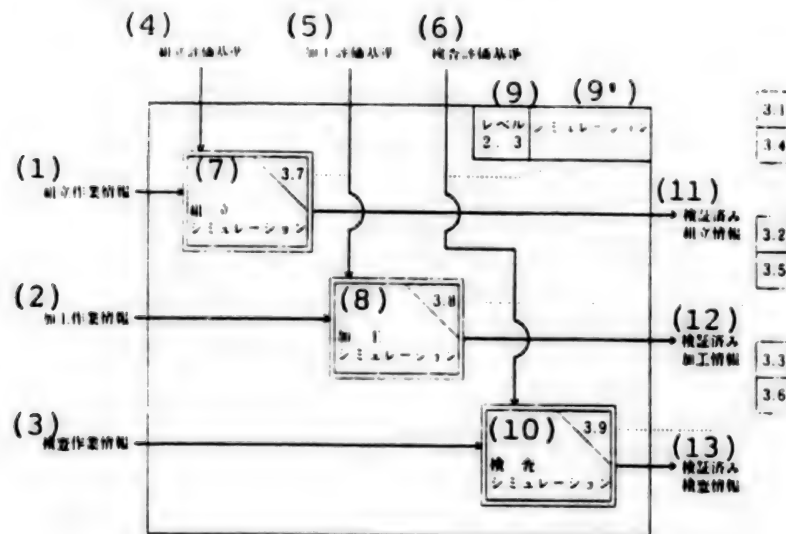 (4)
組立評価基準
(5)
加工評価基準
(6)
検査評価基準
(9)
(9')
レベル
2.3
シミュレーション
3.1
3.4
(1)
組立作業情報
(7)
3.7
組立
シミュレーション
(11)
検証済み
組立情報
3.2
3.5
(2)
加工作業情報
(8)
3.8
加工
シミュレーション
(12)
検証済み
加工情報
3.3
3.6
(3)
検査作業情報
(10)
3.9
検査
シミュレーション
(13)
検証済み
検査情報